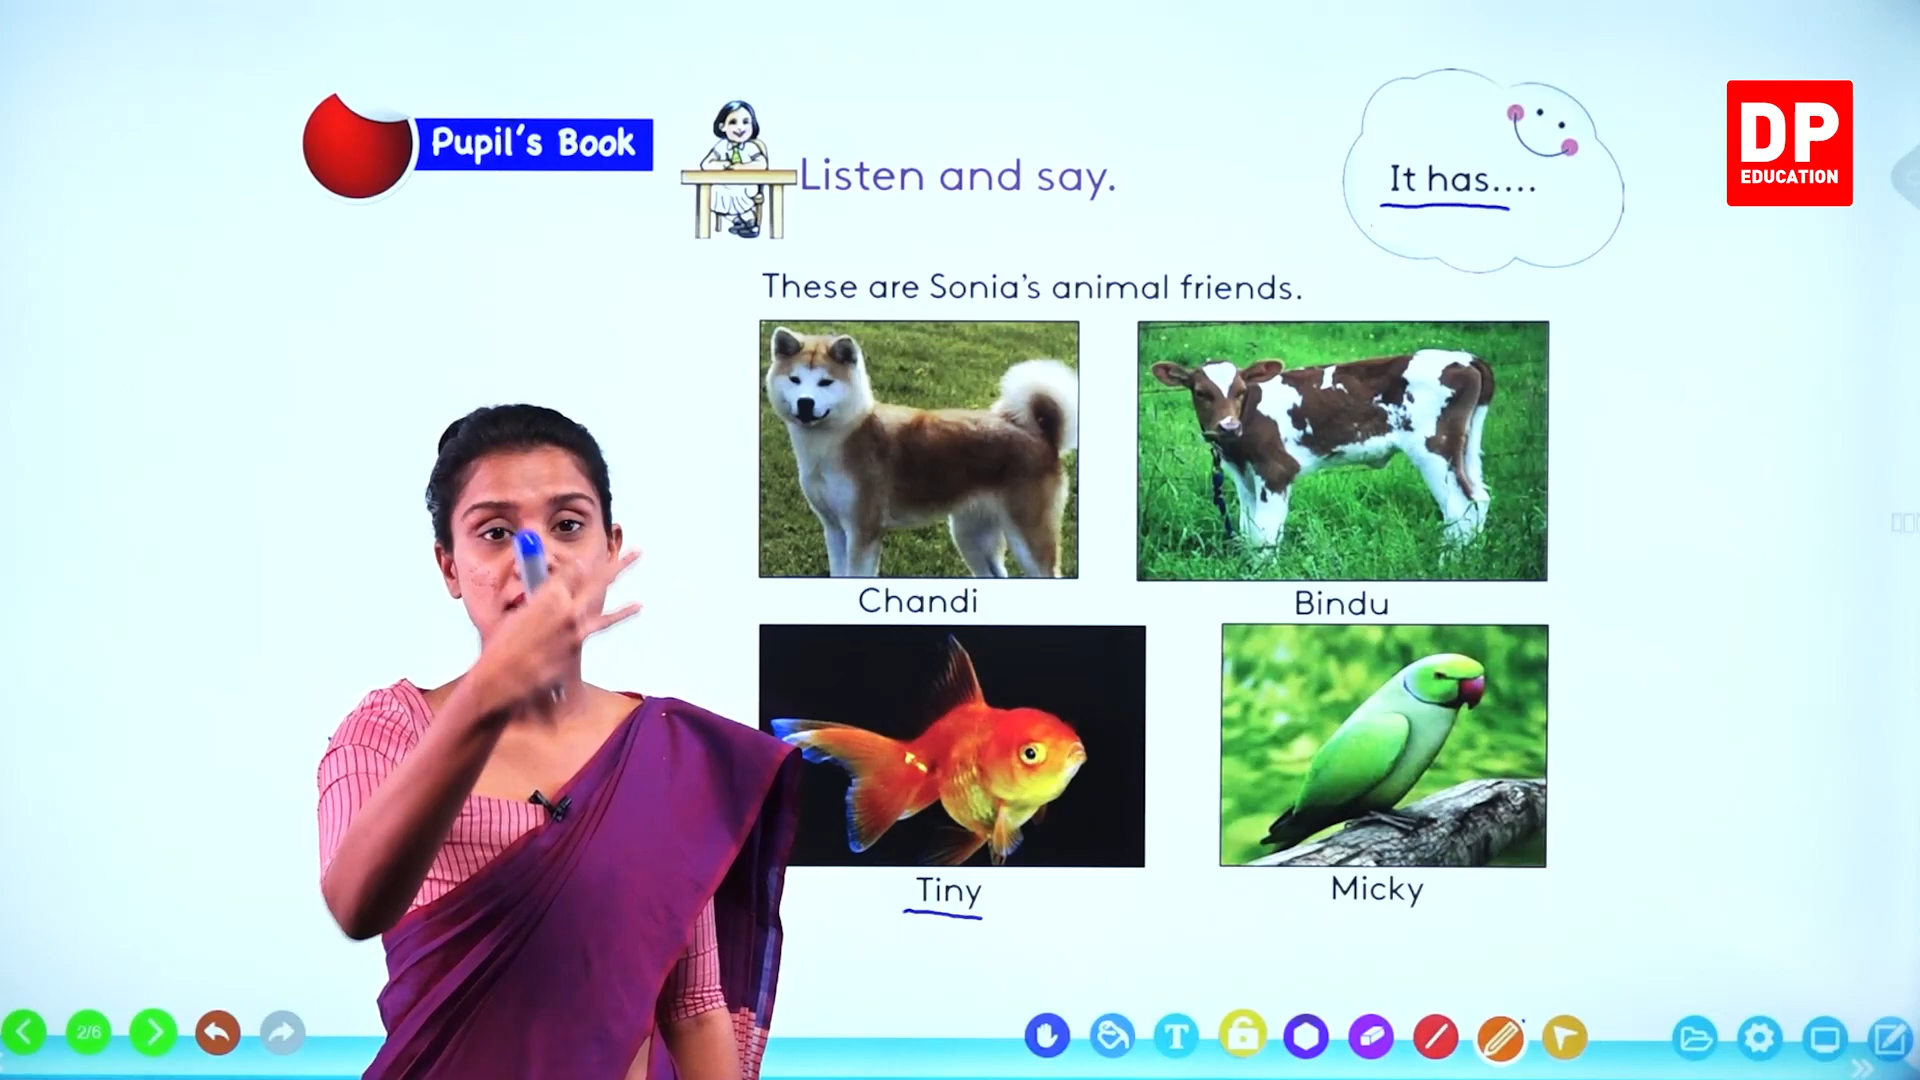 Pupil's Book
Listen and say.
It has....
DP
EDUCATION
These are Sonia's animal friends.
Chandi
Bindu
Tiny
Micky
2/6
T